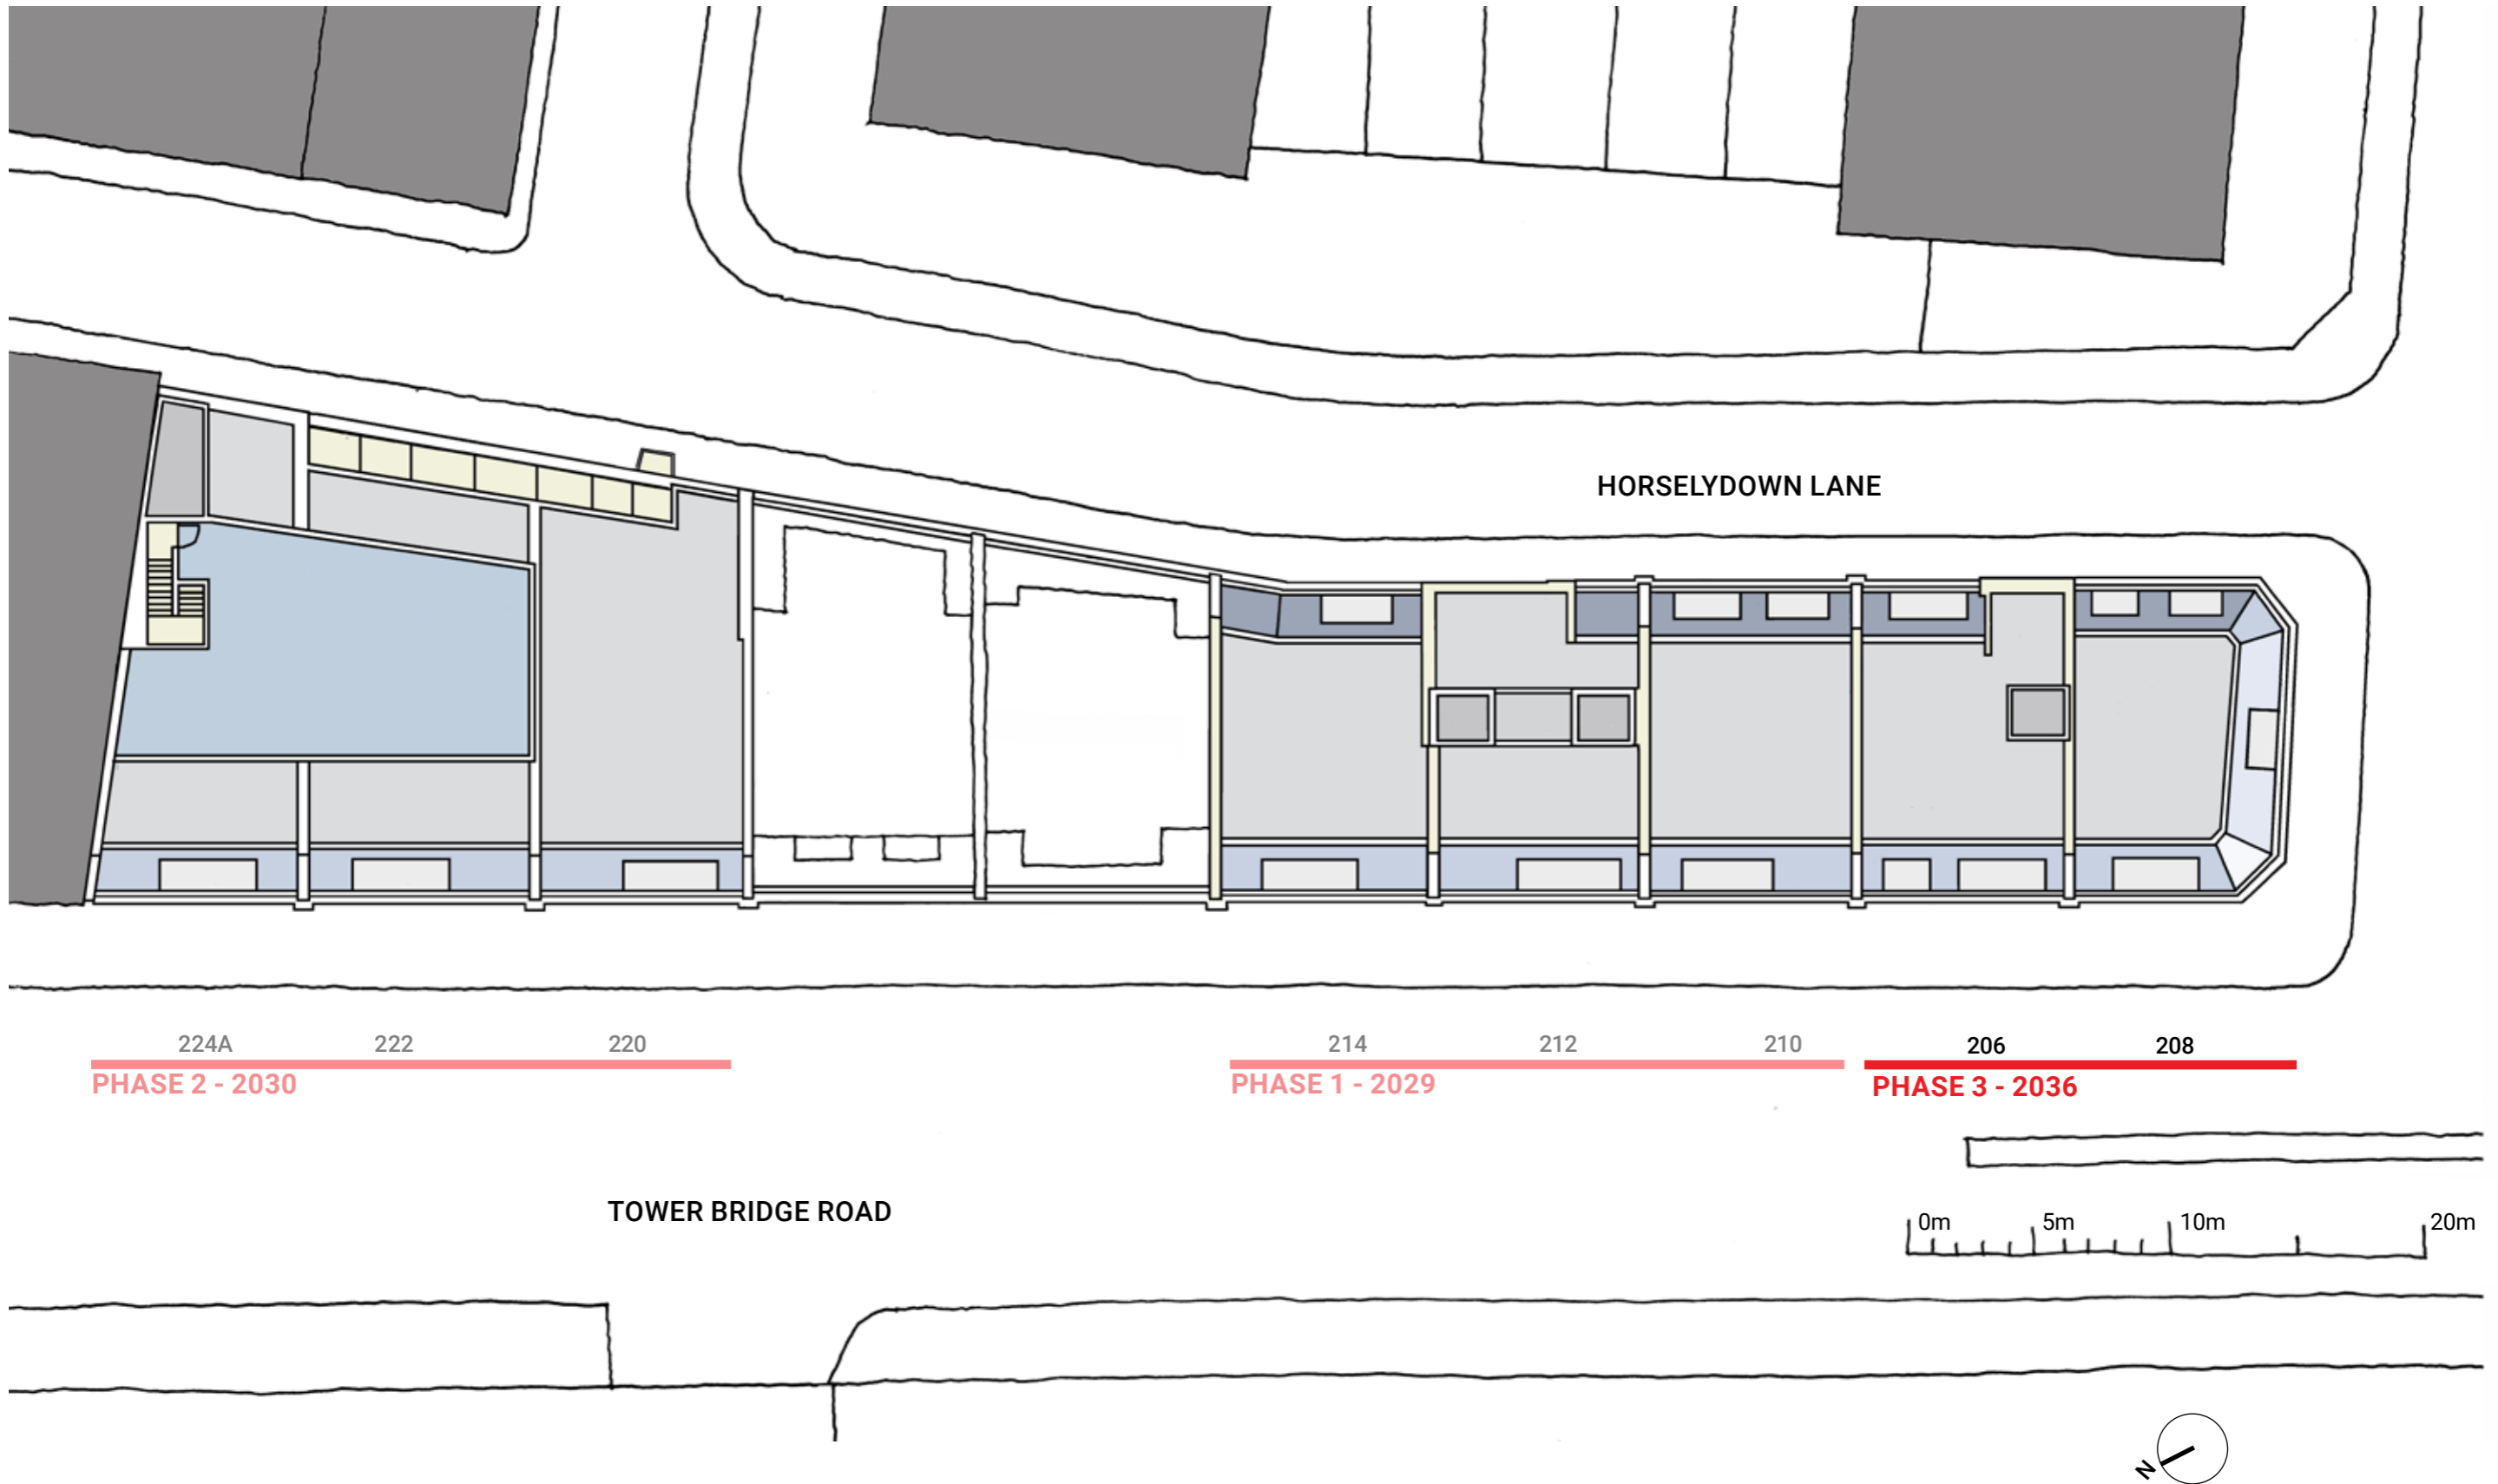 HORSELYDOWN LANE
224A 222 220 214 212 210 206 208
PHASE 2 - 2030 PHASE 1 - 2029 PHASE 3 - 2036
TOWER BRIDGE ROAD
0m 5m 10m 20m
N